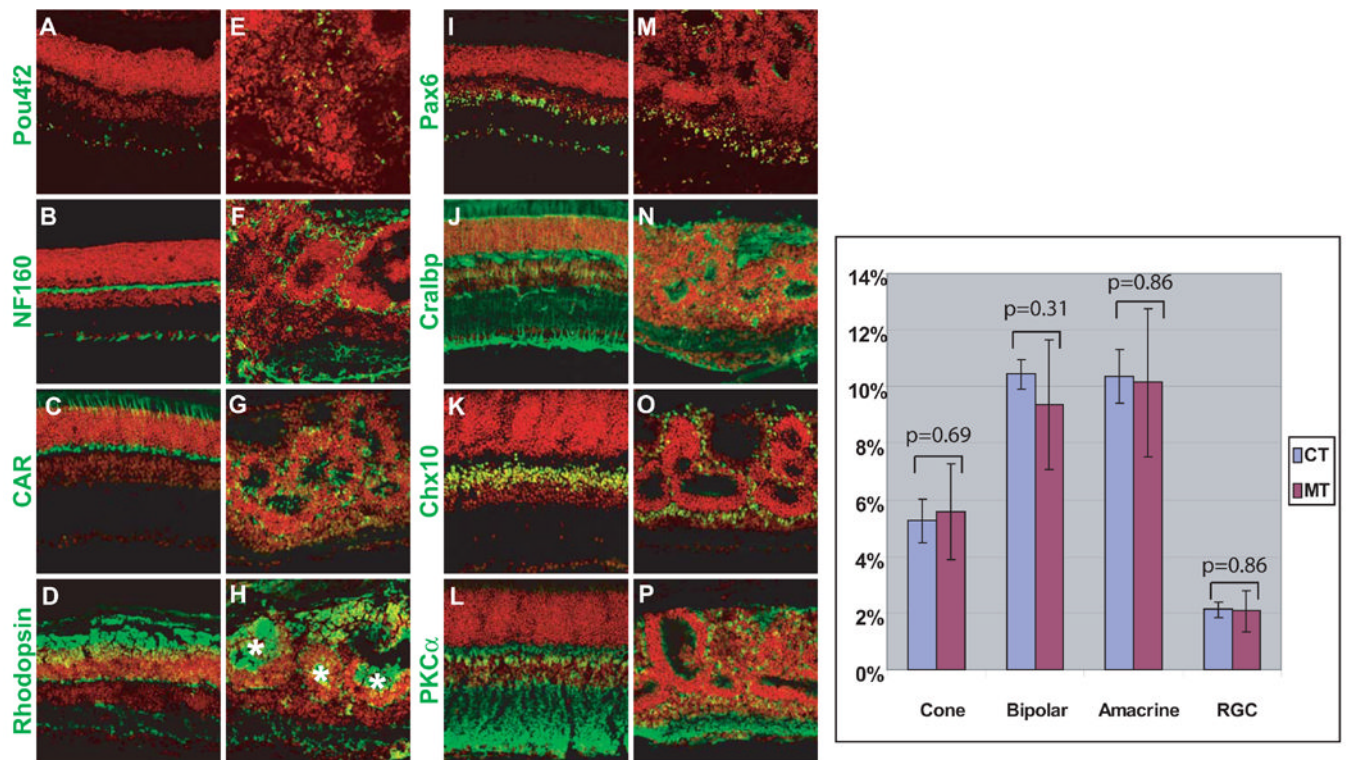 A
E
Pou4f2
B
F
NF160
C
G
CAR
D
H
Rhodopsin
* * *
I
M
Pax6
J
N
Cralbp
K
O
Chx10
L
P
PKCα
14%
12%
10%
8%
6%
4%
2%
0%
p=0.69
p=0.31
p=0.86
p=0.86
Cone Bipolar Amacrine RGC
CT
MT